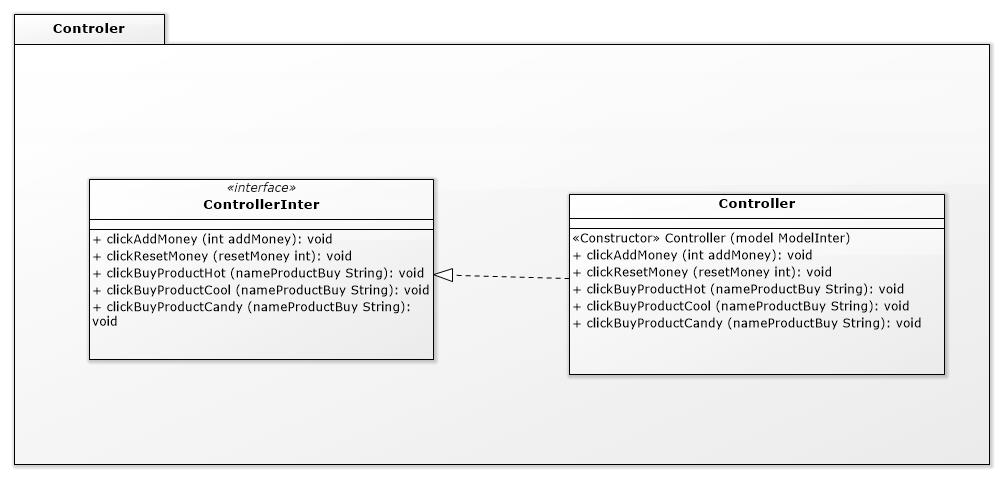 Controler
«interface»
ControllerInter
+ clickAddMoney (int addMoney): void
+ clickResetMoney (resetMoney int): void
+ clickBuyProductHot (nameProductBuy String): void
+ clickBuyProductCool (nameProductBuy String): void
+ clickBuyProductCandy (nameProductBuy String):
void
Controller
«Constructor» Controller (model ModelInter)
+ clickAddMoney (int addMoney): void
+ clickResetMoney (resetMoney int): void
+ clickBuyProductHot (nameProductBuy String): void
+ clickBuyProductCool (nameProductBuy String): void
+ clickBuyProductCandy (nameProductBuy String): void